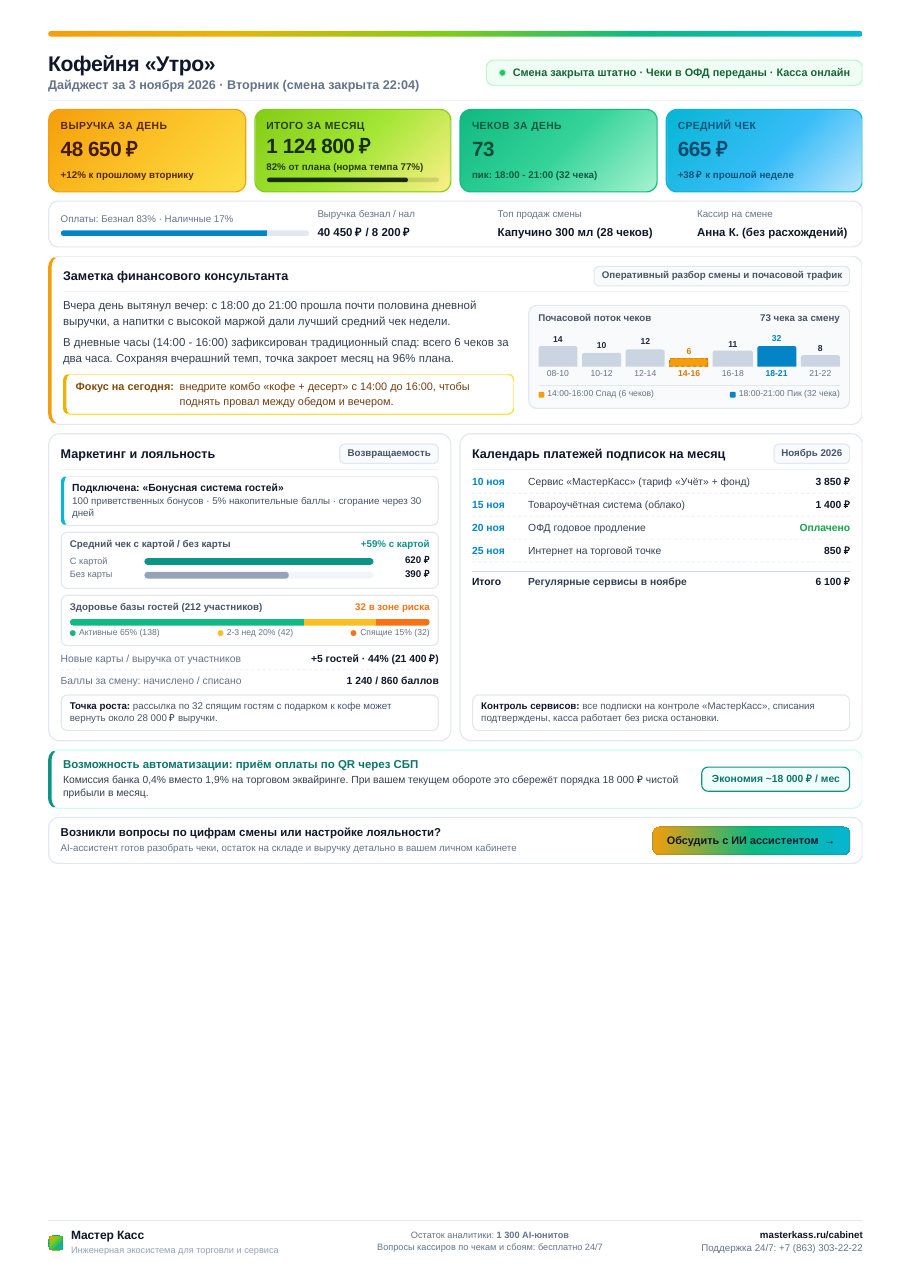 Кофейня «Утро»
Дайджест за 3 ноября 2026 · Вторник (смена закрыта 22:04)
Смена закрыта штатно · Чеки в ОФД переданы · Касса онлайн
ВЫРУЧКА ЗА ДЕНЬ
48 650 ₽
+12% к прошлому вторнику
ИТОГО ЗА МЕСЯЦ
1 124 800 ₽
82% от плана (норма темпа 77%)
ЧЕКОВ ЗА ДЕНЬ
73
пик: 18:00 - 21:00 (32 чека)
СРЕДНИЙ ЧЕК
665 ₽
+38 ₽ к прошлой неделе
Оплаты: Безнал 83% · Наличные 17%
Выручка безнал / нал
40 450 ₽ / 8 200 ₽
Топ продаж смены
Капучино 300 мл (28 чеков)
Кассир на смене
Анна К. (без расхождений)
Заметка финансового консультанта
Оперативный разбор смены и почасовой трафик
Вчера день вытянул вечер: с 18:00 до 21:00 прошла почти половина дневной
выручки, а напитки с высокой маржой дали лучший средний чек недели.
В дневные часы (14:00 - 16:00) зафиксирован традиционный спад: всего 6 чеков за
два часа. Сохраняя вчерашний темп, точка закроет месяц на 96% плана.
Фокус на сегодня: внедрите комбо «кофе + десерт» с 14:00 до 16:00, чтобы
поднять провал между обедом и вечером.
Почасовой поток чеков
73 чека за смену
14 10 12 6 11 32 8
08-10 10-12 12-14 14-16 16-18 18-21 21-22
14:00-16:00 Спад (6 чеков)
18:00-21:00 Пик (32 чека)
Маркетинг и лояльность
Возвращаемость
Подключена: «Бонусная система гостей»
100 приветственных бонусов · 5% накопительные баллы · сгорание через 30
дней
Средний чек с картой / без карты
+59% с картой
С картой 620 ₽
Без карты 390 ₽
Здоровье базы гостей (212 участников)
32 в зоне риска
Активные 65% (138)
2-3 нед 20% (42)
Спящие 15% (32)
Новые карты / выручка от участников
+5 гостей · 44% (21 400 ₽)
Баллы за смену: начислено / списано
1 240 / 860 баллов
Точка роста: рассылка по 32 спящим гостям с подарком к кофе может
вернуть около 28 000 ₽ выручки.
Календарь платежей подписок на месяц
Ноябрь 2026
10 ноя Сервис «МастерКасс» (тариф «Учёт» + фонд) 3 850 ₽
15 ноя Товароучётная система (облако) 1 400 ₽
20 ноя ОФД годовое продление Оплачено
25 ноя Интернет на торговой точке 850 ₽
Итого Регулярные сервисы в ноябре 6 100 ₽
Контроль сервисов: все подписки на контроле «МастерКасс», списания
подтверждены, касса работает без риска остановки.
Возможность автоматизации: приём оплаты по QR через СБП
Комиссия банка 0,4% вместо 1,9% на торговом эквайринге. При вашем текущем обороте это сбережёт порядка 18 000 ₽ чистой
прибыли в месяц.
Экономия ~18 000 ₽ / мес
Возникли вопросы по цифрам смены или настройке лояльности?
AI-ассистент готов разобрать чеки, остаток на складе и выручку детально в вашем личном кабинете
Обсудить с ИИ ассистентом →
Мастер Касс
Инженерная экосистема для торговли и сервиса
Остаток аналитики: 1 300 AI-юнитов
Вопросы кассиров по чекам и сбоям: бесплатно 24/7
masterkass.ru/cabinet
Поддержка 24/7: +7 (863) 303-22-22